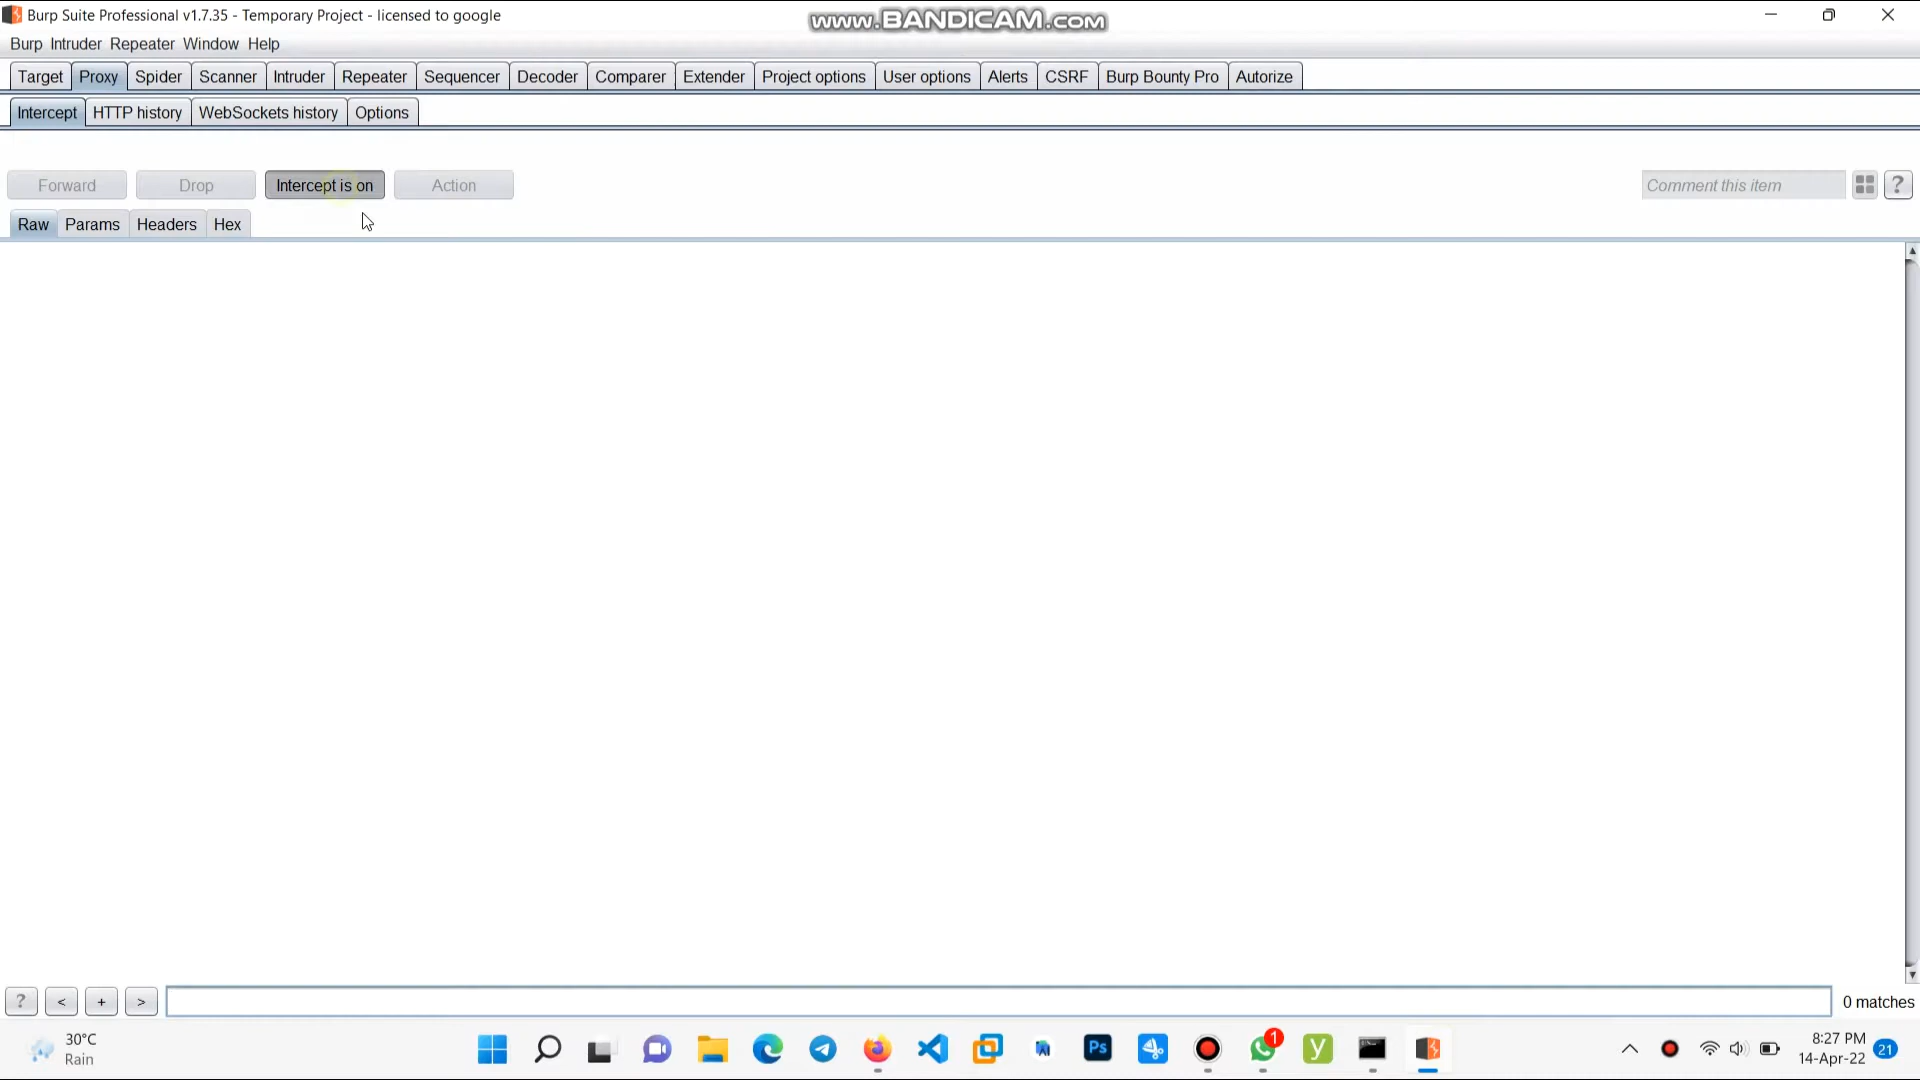 Burp Suite Professional v1.7.35 - Temporary Project - licensed to google
www.BANDICAM.com
Burp Intruder Repeater Window Help
Target Proxy Spider Scanner Intruder Repeater Sequencer Decoder Comparer Extender Project options User options Alerts CSRF Burp Bounty Pro Autorize
Intercept HTTP history WebSockets history Options
Forward Drop Intercept is on Action Comment this item ?
Raw Params Headers Hex
? < + > 0 matches
30°C
Rain
Ps
1
y
8:27 PM
14-Apr-22
21